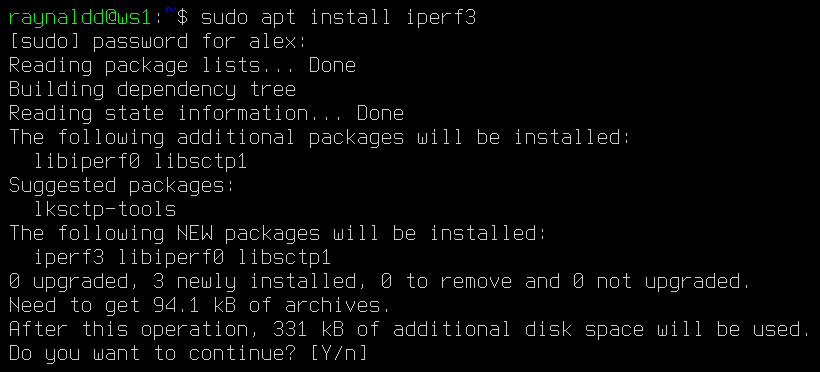 raynaldd@ws1:~$ sudo apt install iperf3
[sudo] password for alex:
Reading package lists... Done
Building dependency tree
Reading state information... Done
The following additional packages will be installed:
  libiperf0 libsctp1
Suggested packages:
  lksctp-tools
The following NEW packages will be installed:
  iperf3 libiperf0 libsctp1
0 upgraded, 3 newly installed, 0 to remove and 0 not upgraded.
Need to get 94.1 kB of archives.
After this operation, 331 kB of additional disk space will be used.
Do you want to continue? [Y/n]